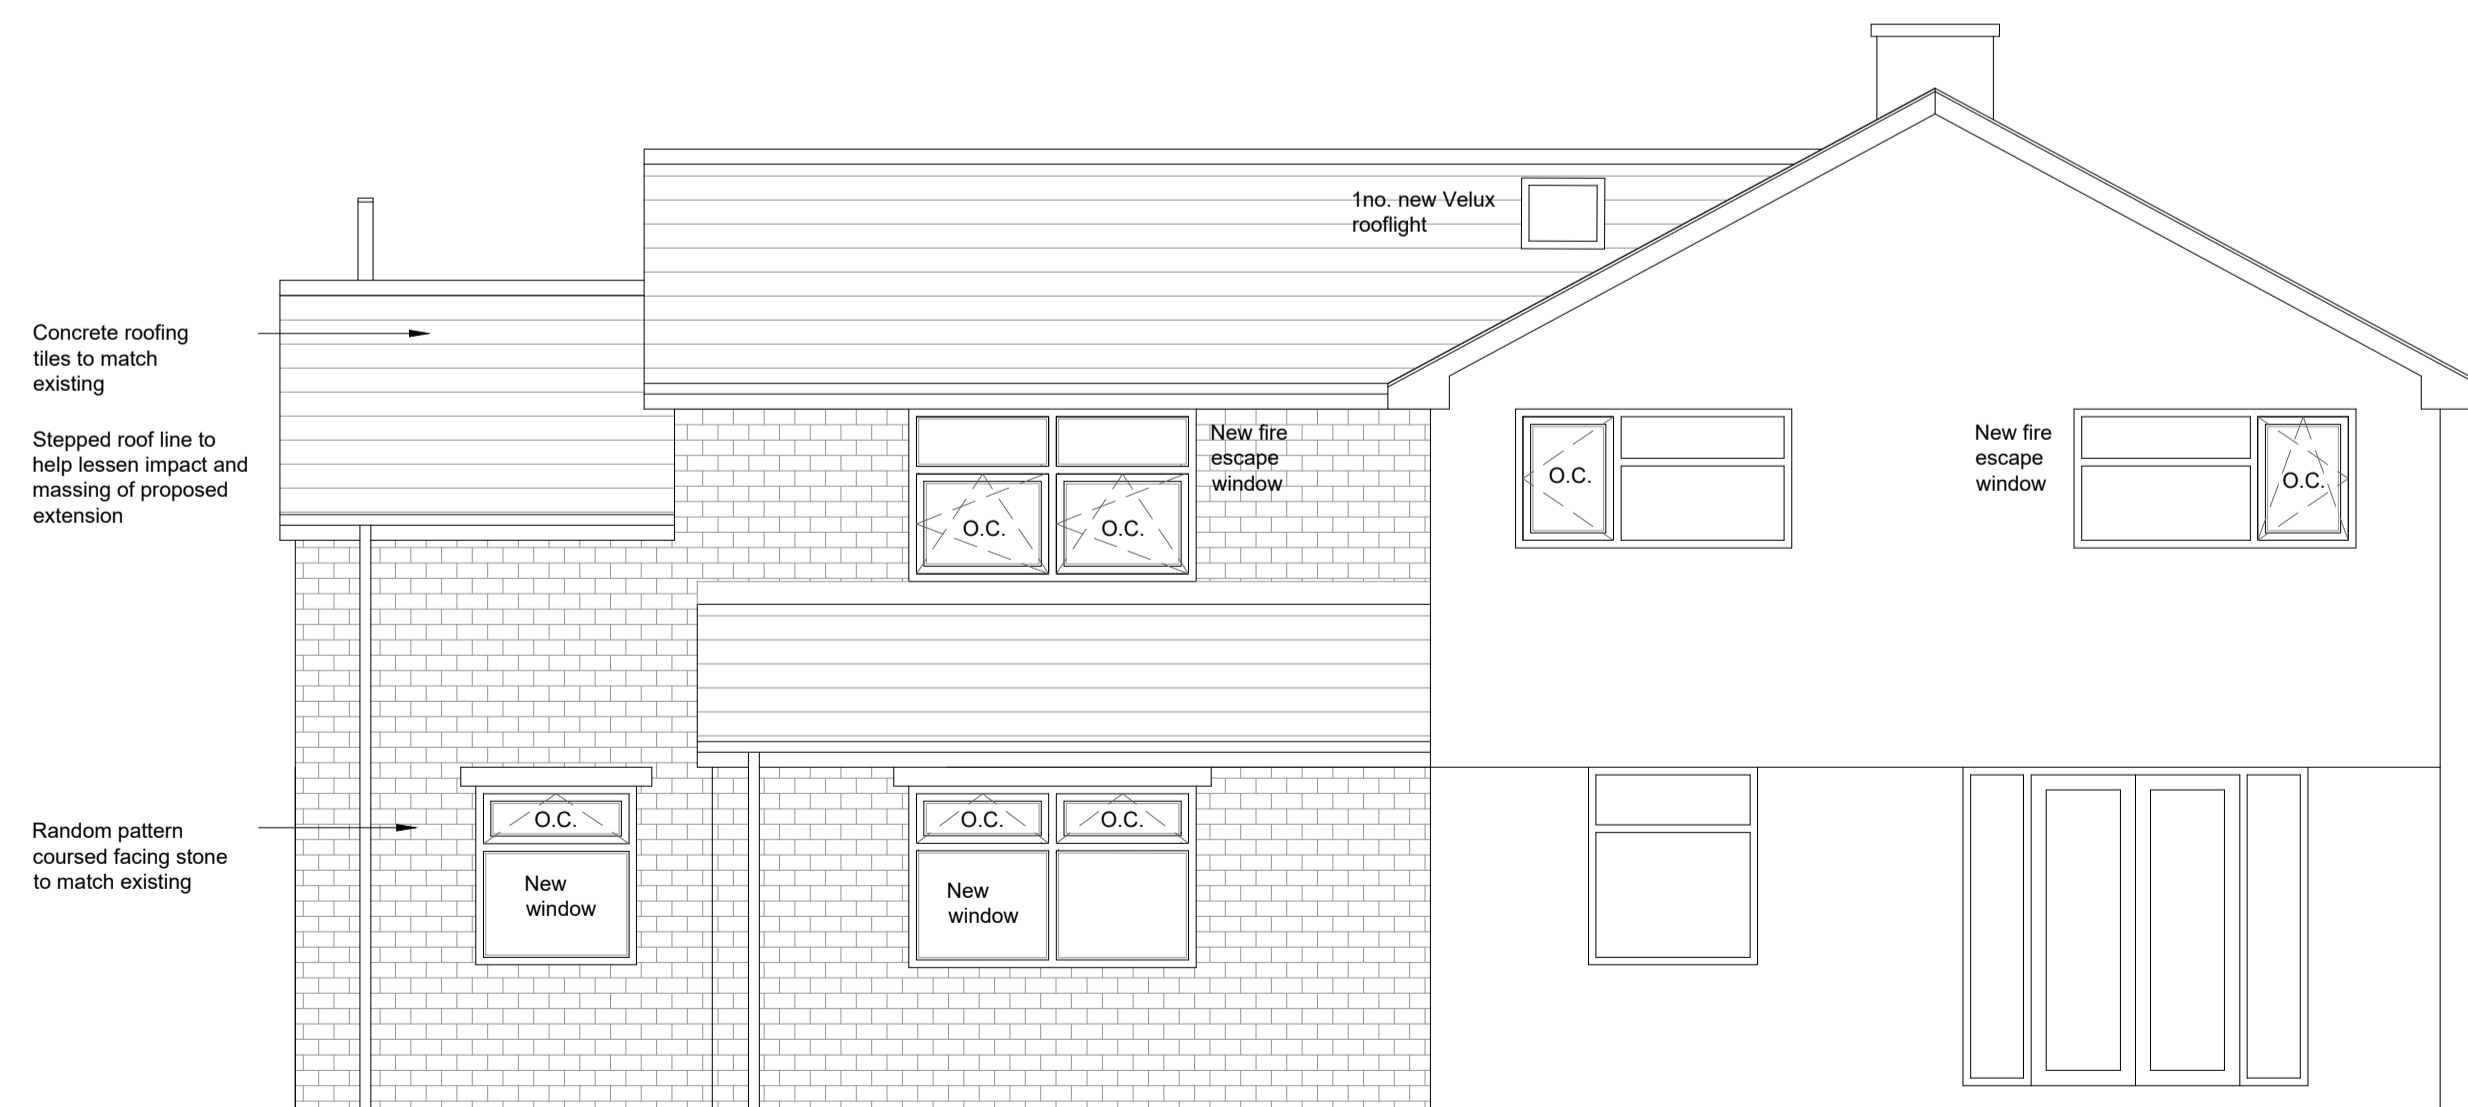 1no. new Velux
rooflight
Concrete roofing
tiles to match
existing
Stepped roof line to
help lessen impact and
massing of proposed
extension
New fire
escape
window
O.C.
O.C.
O.C.
New fire
escape
window
O.C.
Random pattern
coursed facing stone
to match existing
O.C.
New
window
O.C.
O.C.
New
window